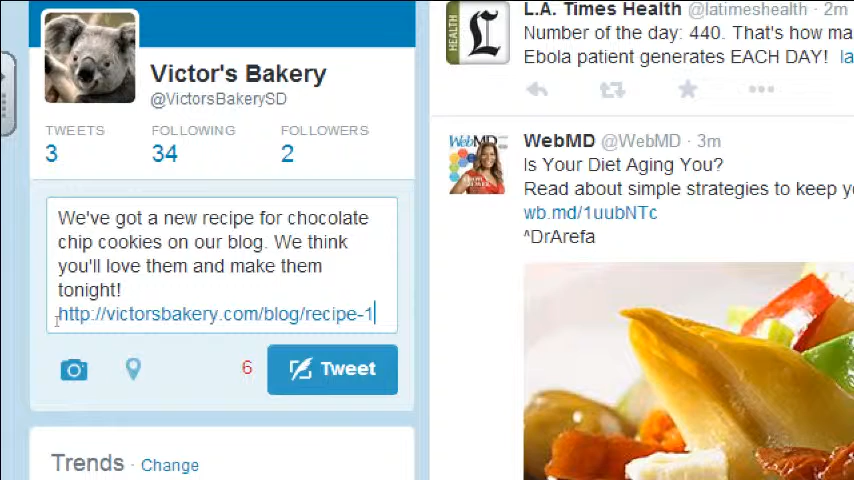 Victor's Bakery
@VictorsBakerySD
TWEETS FOLLOWING FOLLOWERS
3 34 2
We've got a new recipe for chocolate
chip cookies on our blog. We think
you'll love them and make them
tonight!
http://victorsbakery.com/blog/recipe-1
6 Tweet
Trends · Change
L.A. Times Health @latimeshealth · 2m
HEALTH
Number of the day: 440. That's how ma
Ebola patient generates EACH DAY! la
WebMD @WebMD · 3m
WebMD
Is Your Diet Aging You?
Read about simple strategies to keep yo
wb.md/1uubNTc
^DrArefa